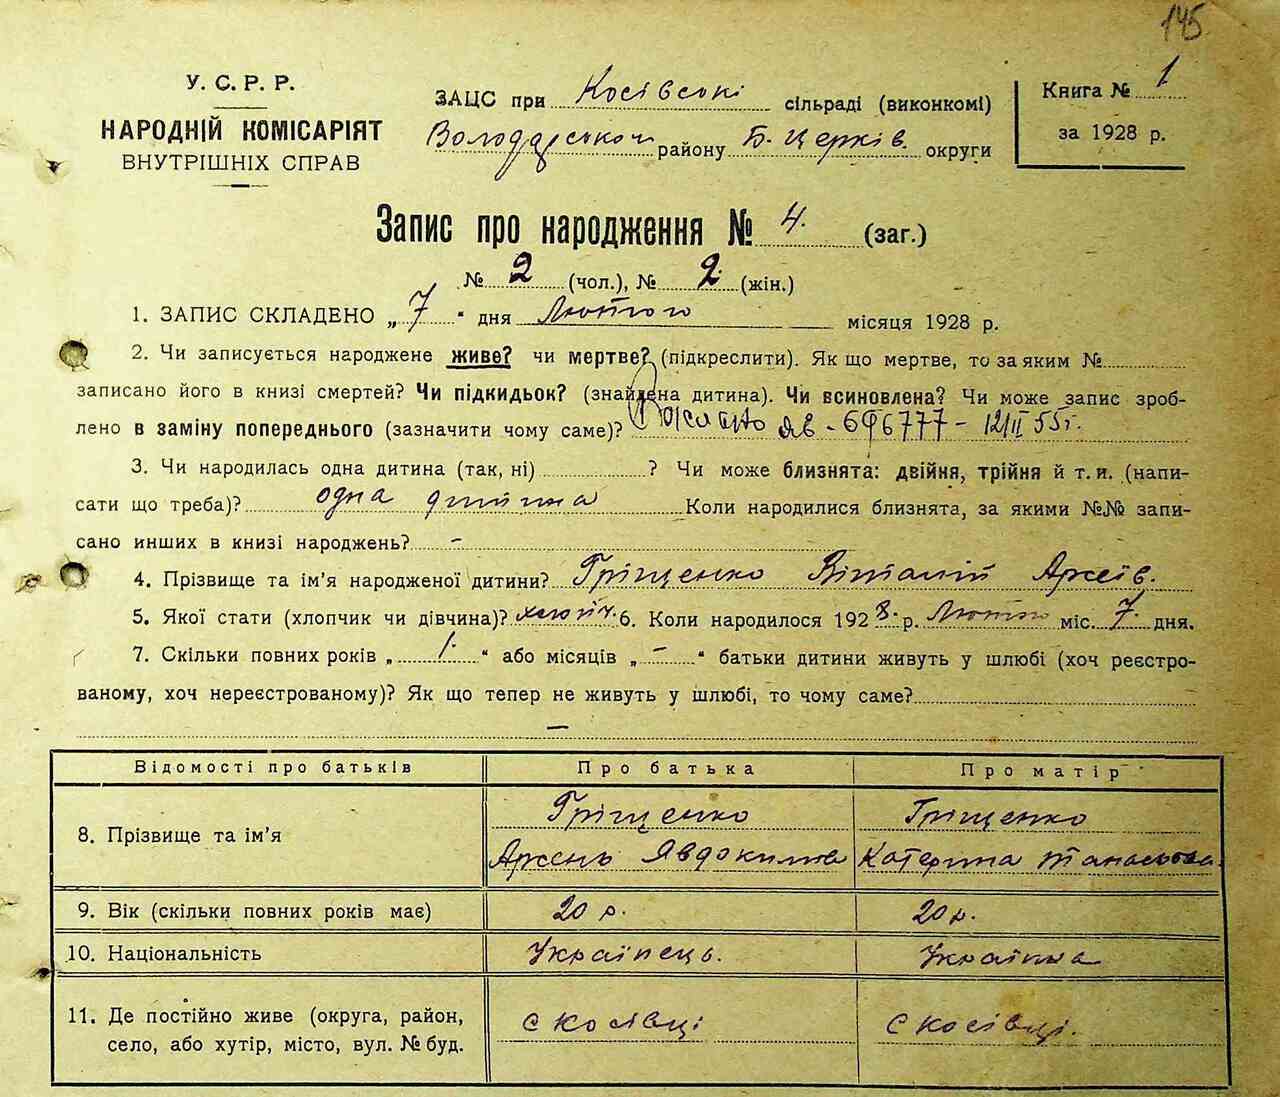 145
У. С. Р. Р.
НАРОДНІЙ КОМІСАРІЯТ
ВНУТРІШНІХ СПРАВ
ЗАЦС при Косівські сільраді (виконкомі)
Володарськои району Б. Церків. округи
Книга № 1
за 1928 р.
Запис про народження № 4. (заг.)
№ 2 (чол.), № 2 (жін.)
1. ЗАПИС СКЛАДЕНО „ 7 “ дня Лютого місяця 1928 р.
2. Чи записується народжене живе? чи мертве? (підкреслити). Як що мертве, то за яким №
записано його в книзі смертей? Чи підкидьок? (знайдена дитина). Чи всиновлена? Чи може запис зроб-
лено в заміну попереднього (зазначити чому саме)? 12/II 55г.
3. Чи народилась одна дитина (так, ні) ? Чи може близнята: двійня, трійня й т. и. (напи-
сати що треба)? одна дитина Коли народилися близнята, за якими №№ запи-
сано инших в книзі народжень? -
4. Прізвище та ім’я народженої дитини? Гріщенко Віталій Арсеів.
5. Якої стати (хлопчик чи дівчина)? хлопч. 6. Коли народилося 1928. р. Лютого міс. 7. дня.
7. Скільки повних років „ 1. “ або місяців „ - “ батьки дитини живуть у шлюбі (хоч реєстро-
ваному, хоч нереєстрованому)? Як що тепер не живуть у шлюбі, то чому саме?
—
Відомості про батьків Про батька Про матір
8. Прізвище та ім’я Гріщенко Арсень Явдокимов Гріщенко Катерина
9. Вік (скільки повних років має) 20 р. 20 р.
10. Національність Українець. Українка
11. Де постійно живе (округа, район, с Косівці с Косівці.
село, або хутір, місто, вул. № буд.